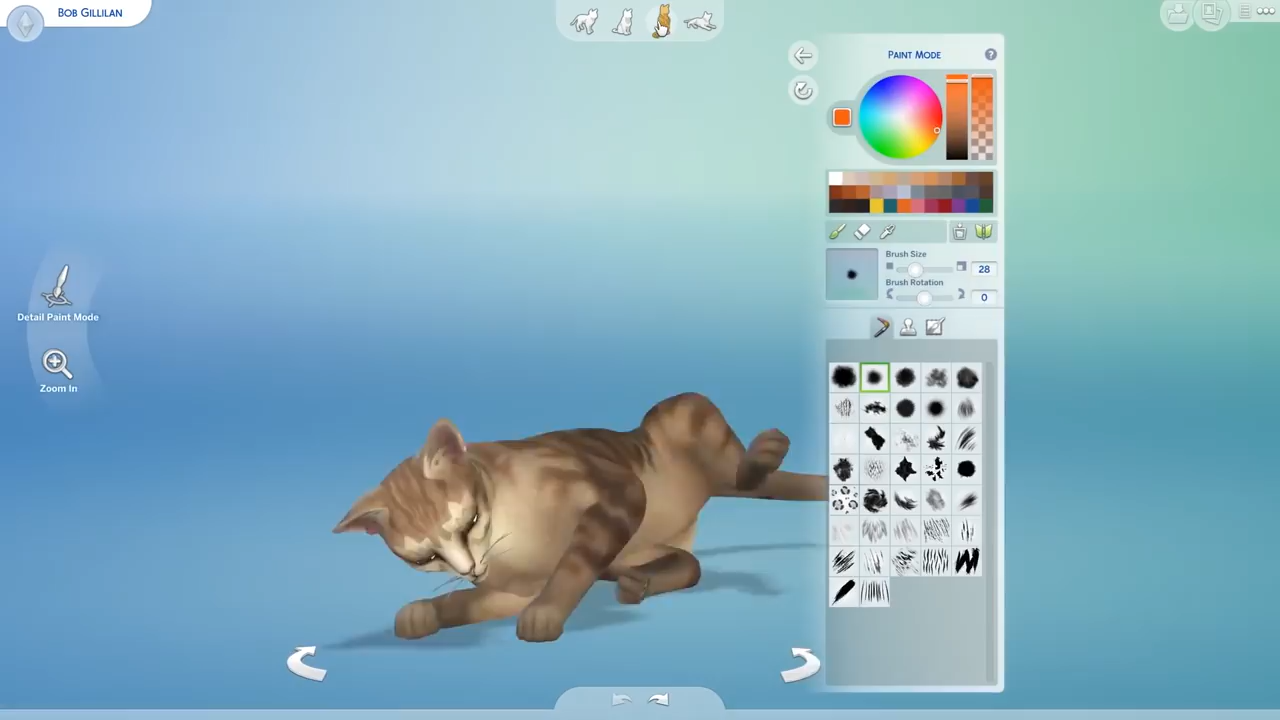 BOB GILLILAN
PAINT MODE
?
Brush Size
28
Brush Rotation
0
Detail Paint Mode
Zoom In